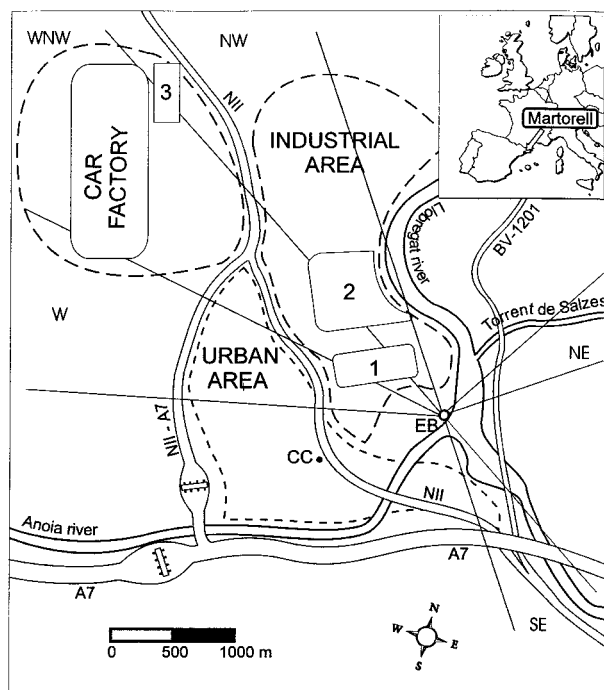 WNW
NW
3
NII
CAR
FACTORY
INDUSTRIAL
AREA
Martorell
Llobregat river
BV-1201
2
W
Torrent de Salzes
NE
1
URBAN
AREA
EB
NII - A7
CC
NII
Anoia river
A7
A7
SE
N
W
E
S
0 500 1000 m